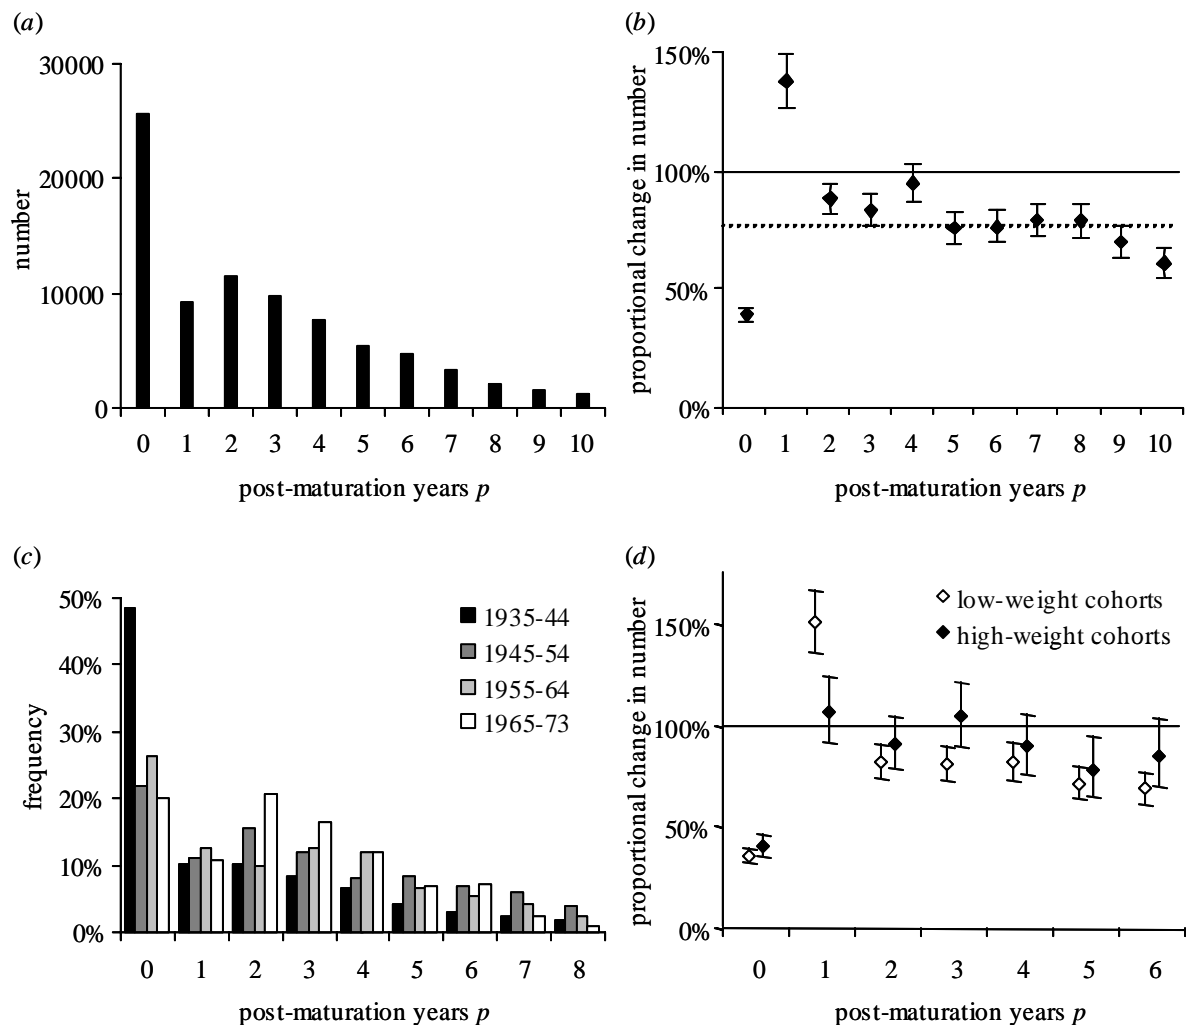 (a)
30000
20000
10000
0
number
0 1 2 3 4 5 6 7 8 9 10
post-maturation years p
(b)
150%
100%
50%
0%
proportional change in number
0 1 2 3 4 5 6 7 8 9 10
post-maturation years p
(c)
50%
40%
30%
20%
10%
0%
frequency
1935-44
1945-54
1955-64
1965-73
0 1 2 3 4 5 6 7 8
post-maturation years p
(d)
150%
100%
50%
0%
proportional change in number
low-weight cohorts
high-weight cohorts
0 1 2 3 4 5 6
post-maturation years p